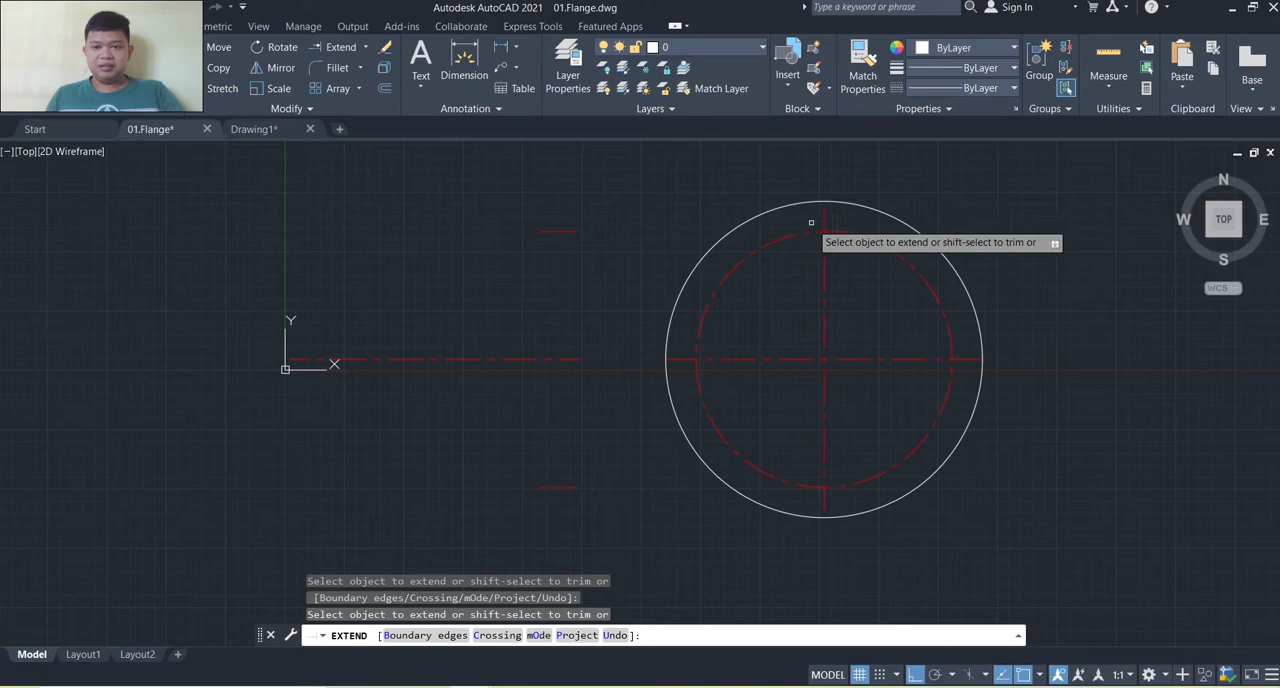 Autodesk AutoCAD 2021   01.Flange.dwg
Type a keyword or phrase
Sign In
metric
View
Manage
Output
Add-ins
Collaborate
Express Tools
Featured Apps
Move
Rotate
Extend
Copy
Mirror
Fillet
Stretch
Scale
Array
Modify
Text
Dimension
Table
Annotation
Layer
Properties
0
Match Layer
Layers
Insert
Block
Match
Properties
ByLayer
ByLayer
ByLayer
Properties
Group
Groups
Measure
Utilities
Paste
Clipboard
Base
View
Start
01.Flange*
Drawing1*
[−][Top][2D Wireframe]
N
W
TOP
E
S
WCS
Y
X
Select object to extend or shift-select to trim or
Select object to extend or shift-select to trim or
[Boundary edges/Crossing/mOde/Project/Undo]:
Select object to extend or shift-select to trim or
EXTEND [Boundary edges Crossing mOde Project Undo]:
Model
Layout1
Layout2
MODEL
1:1